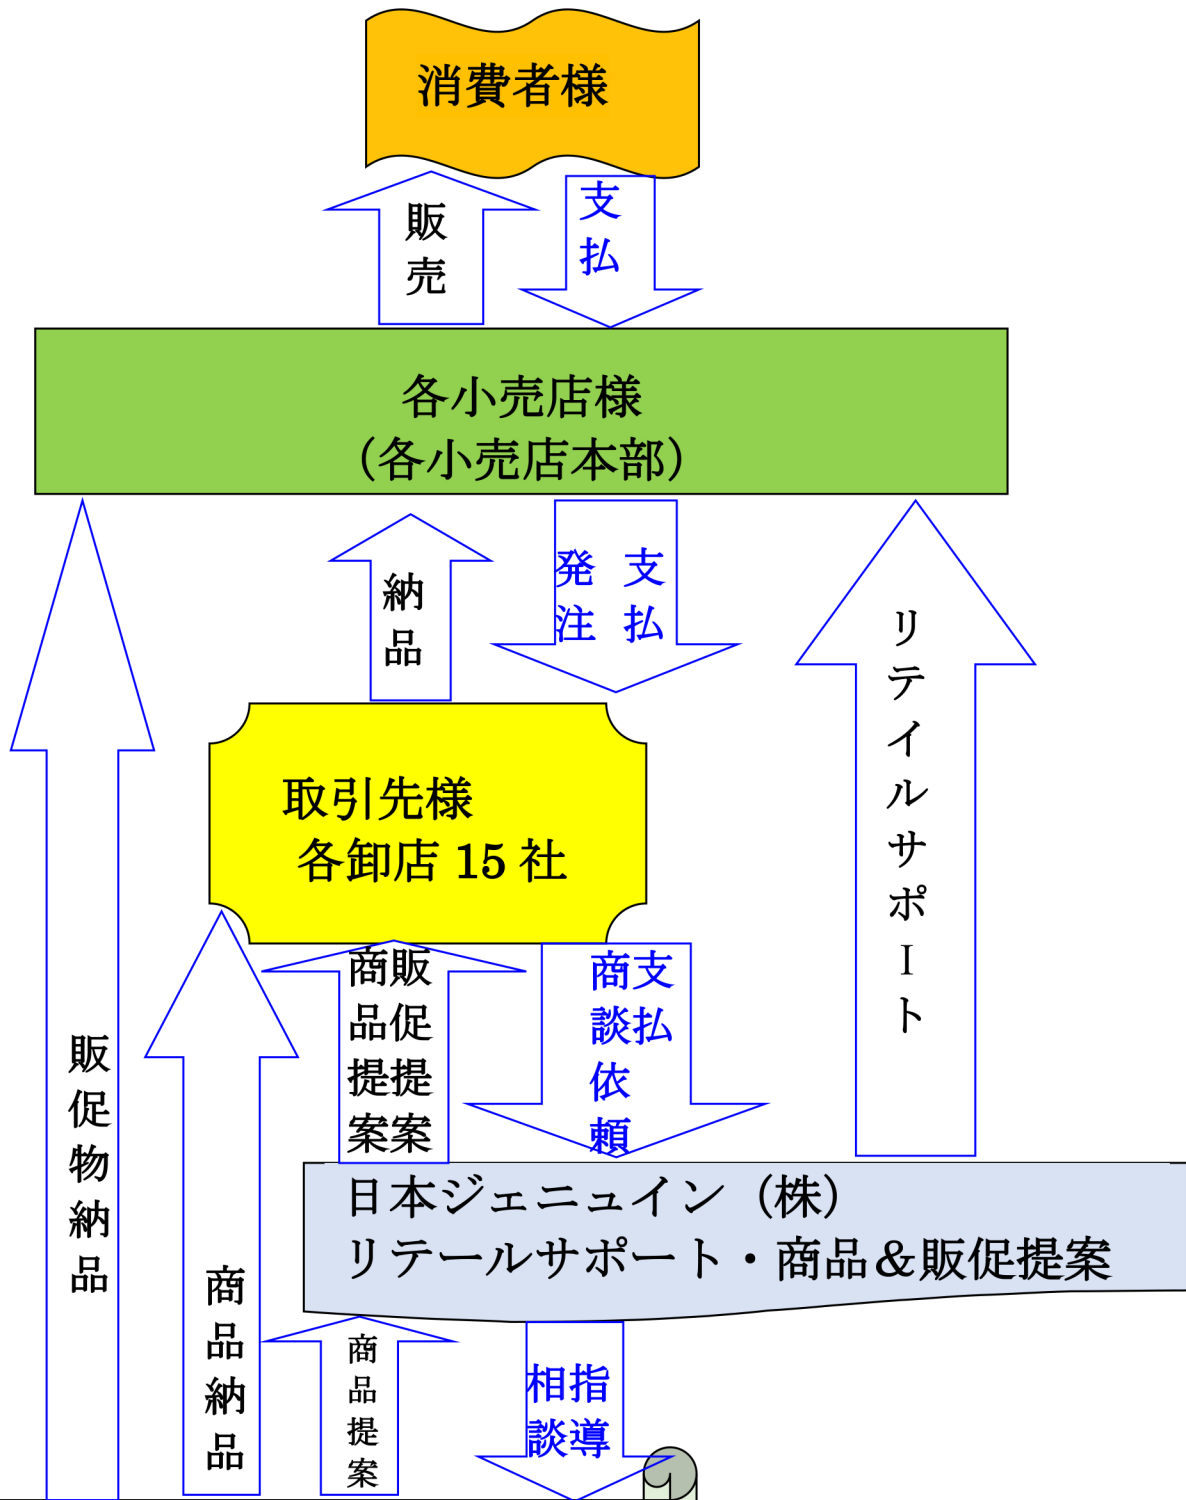 消費者様
販売
支払
各小売店様
（各小売店本部）
納品
発注
支払
リテイルサポート
取引先様
各卸店 15 社
販促提案
商品提案
支払
商談依頼
販促物納品
商品納品
日本ジェニュイン（株）
リテールサポート・商品＆販促提案
商品提案
指導
相談